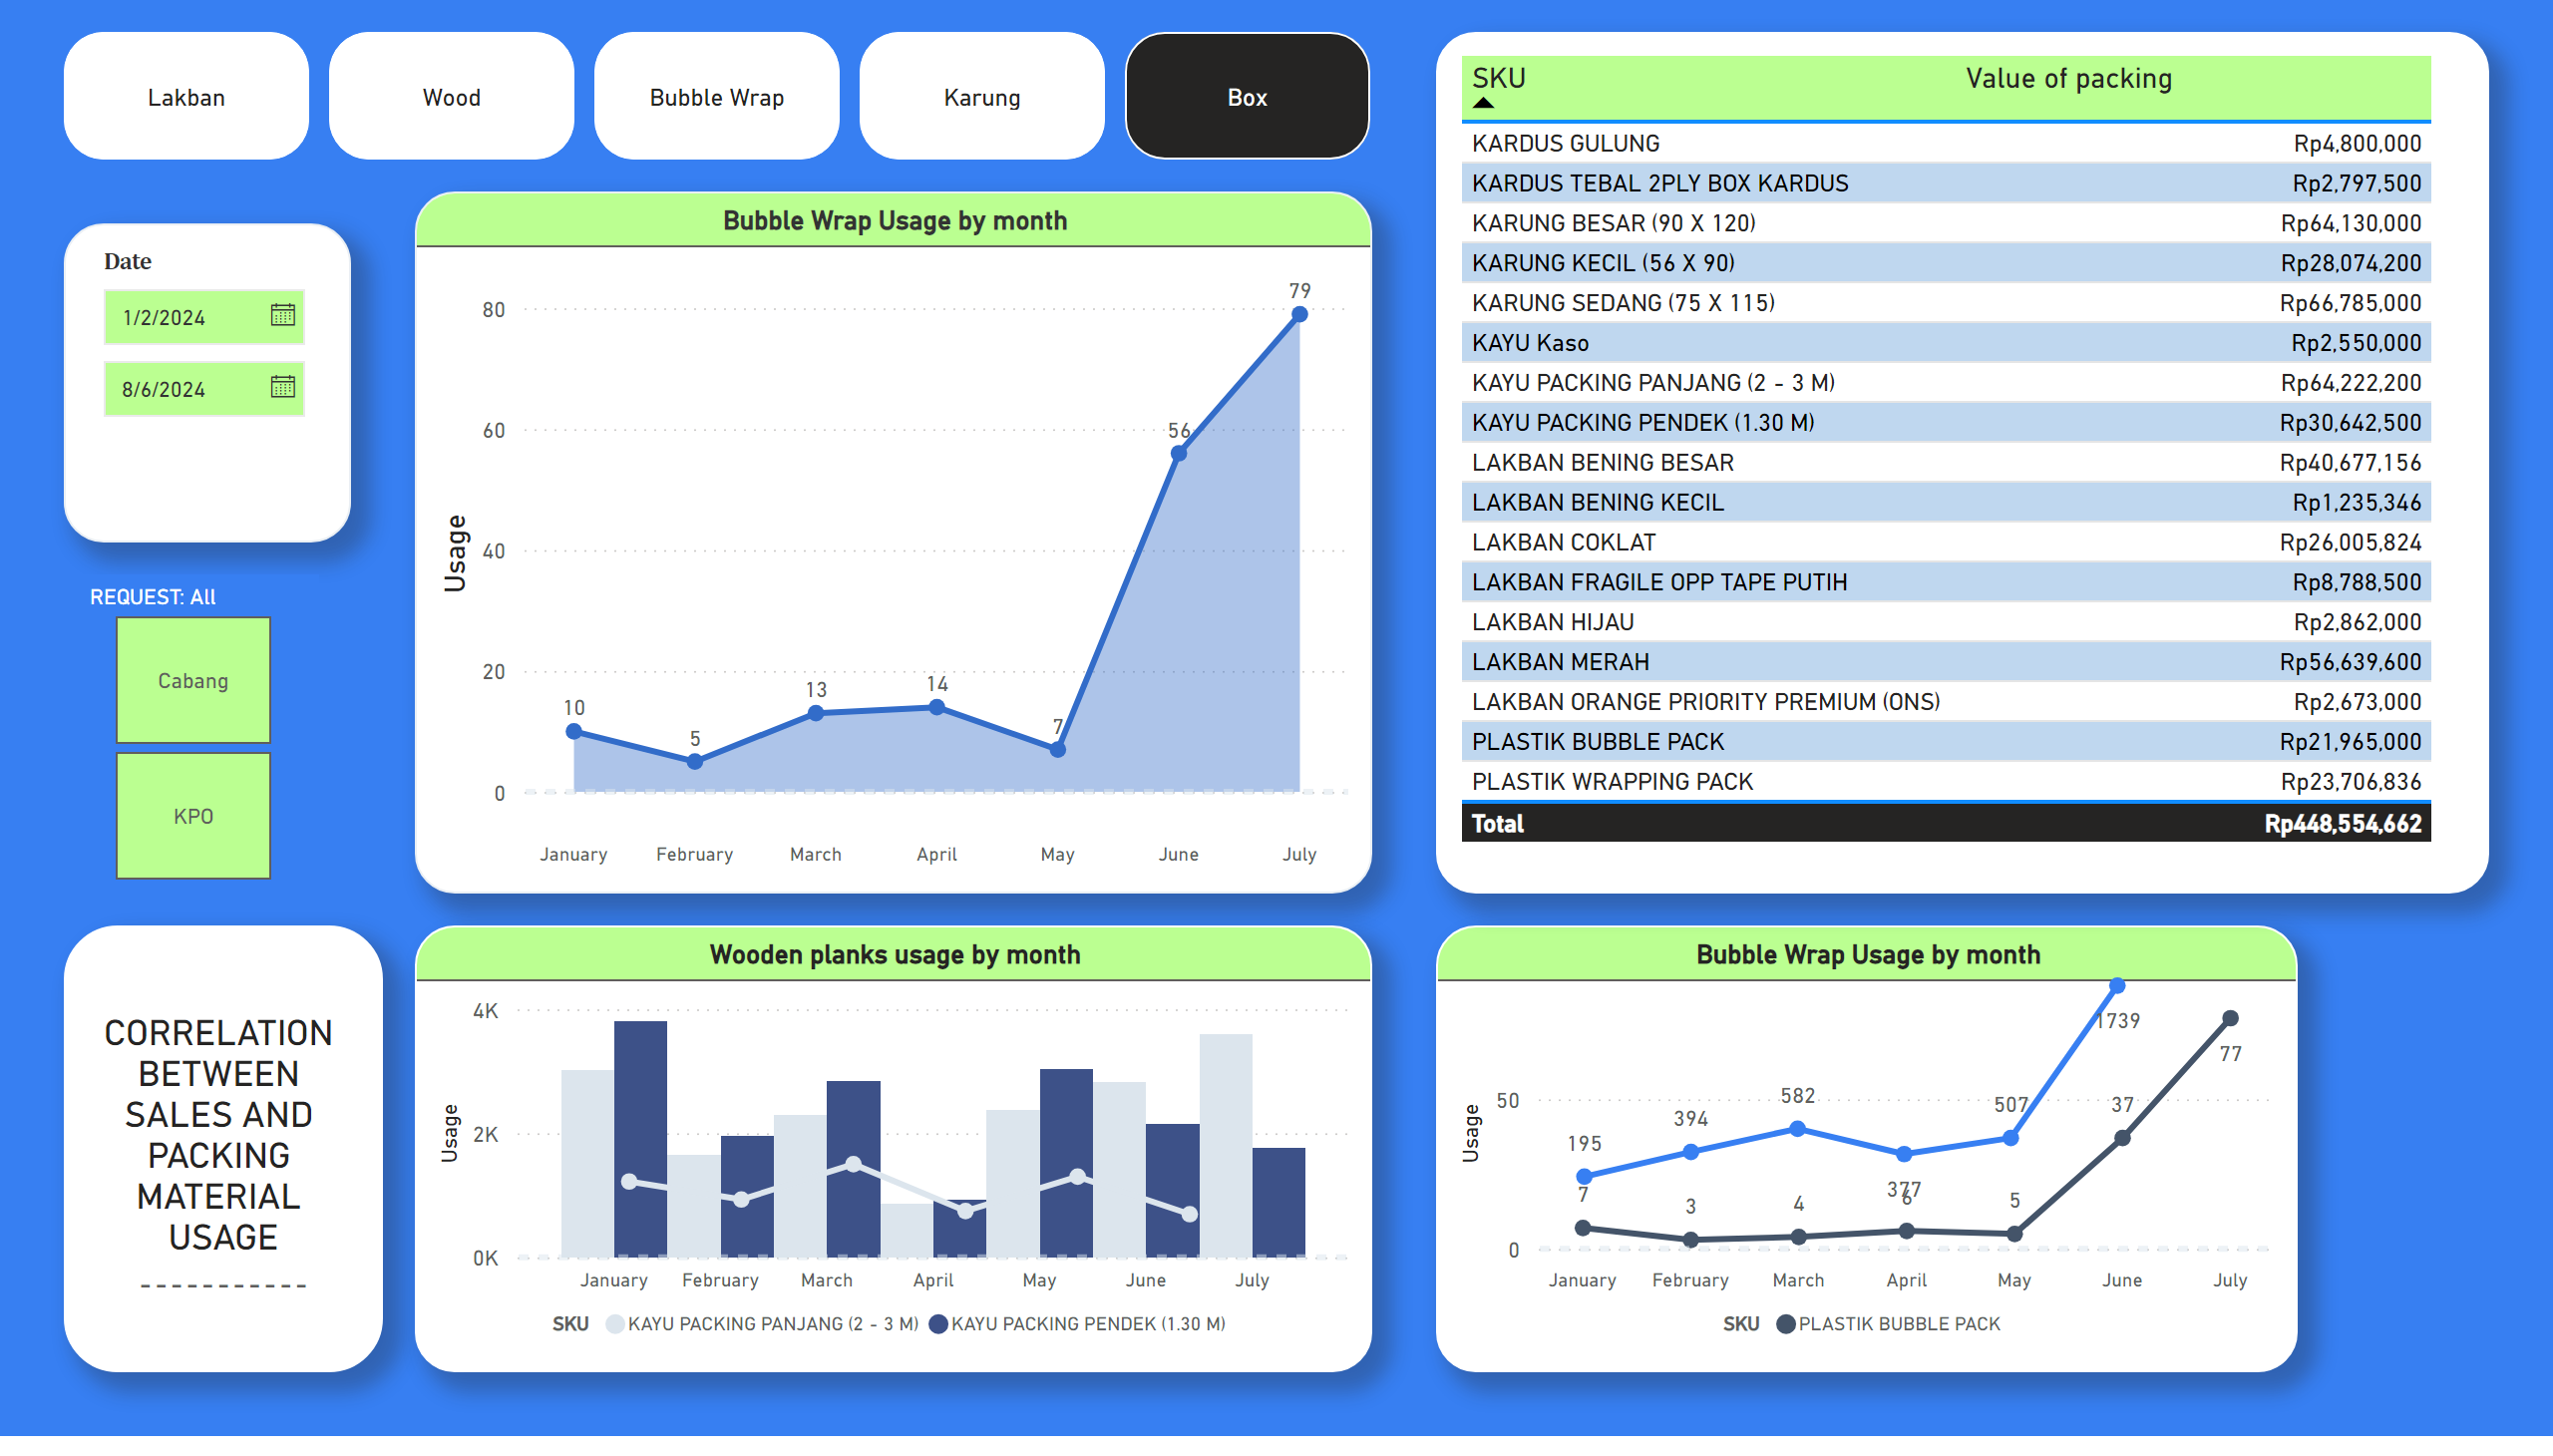 Lakban
Wood
Bubble Wrap
Karung
Box
Date
1/2/2024
8/6/2024
REQUEST: All
Cabang
KPO
Bubble Wrap Usage by month
Usage
80
60
40
20
0
10
5
13
14
7
56
79
January February March April May June July
SKU Value of packing
KARDUS GULUNG Rp4,800,000
KARDUS TEBAL 2PLY BOX KARDUS Rp2,797,500
KARUNG BESAR (90 X 120) Rp64,130,000
KARUNG KECIL (56 X 90) Rp28,074,200
KARUNG SEDANG (75 X 115) Rp66,785,000
KAYU Kaso Rp2,550,000
KAYU PACKING PANJANG (2 - 3 M) Rp64,222,200
KAYU PACKING PENDEK (1.30 M) Rp30,642,500
LAKBAN BENING BESAR Rp40,677,156
LAKBAN BENING KECIL Rp1,235,346
LAKBAN COKLAT Rp26,005,824
LAKBAN FRAGILE OPP TAPE PUTIH Rp8,788,500
LAKBAN HIJAU Rp2,862,000
LAKBAN MERAH Rp56,639,600
LAKBAN ORANGE PRIORITY PREMIUM (ONS) Rp2,673,000
PLASTIK BUBBLE PACK Rp21,965,000
PLASTIK WRAPPING PACK Rp23,706,836
Total Rp448,554,662
CORRELATION
BETWEEN
SALES AND
PACKING
MATERIAL
USAGE
-----------
Wooden planks usage by month
Usage
4K
2K
0K
January February March April May June July
SKU KAYU PACKING PANJANG (2 - 3 M) KAYU PACKING PENDEK (1.30 M)
Bubble Wrap Usage by month
Usage
50
0
195
394
582
377
507
1739
7
3
4
6
5
37
77
January February March April May June July
SKU PLASTIK BUBBLE PACK